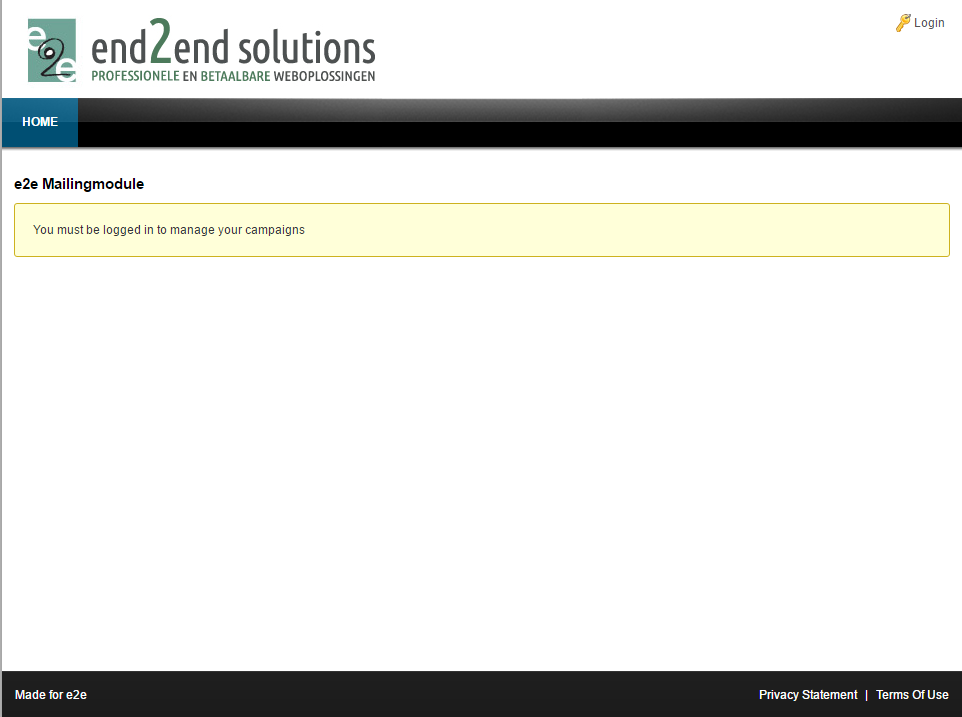 e2e
end2end solutions
PROFESSIONELE EN BETAALBARE WEBOPLOSSINGEN
Login
HOME
e2e Mailingmodule
You must be logged in to manage your campaigns
Made for e2e
Privacy Statement | Terms Of Use